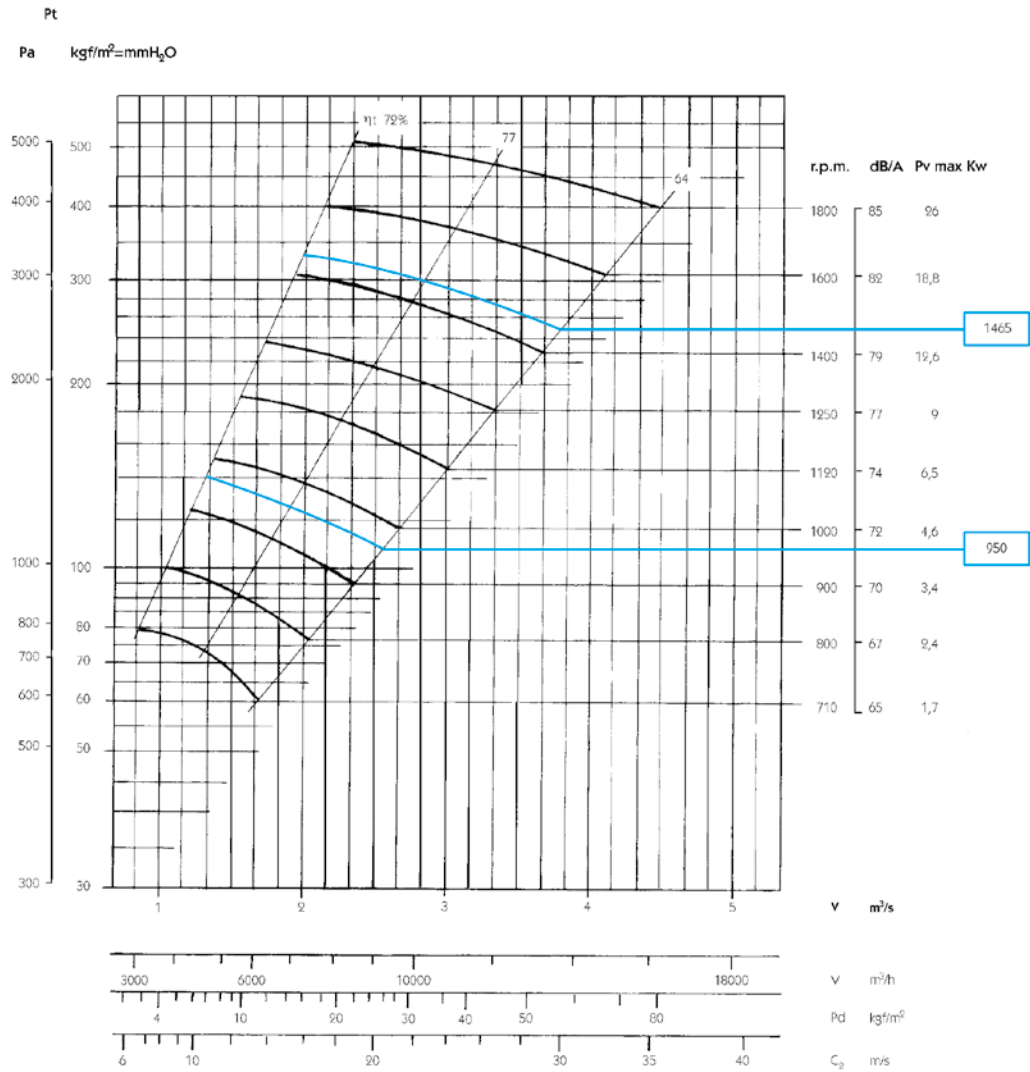 Pt
Pa kgf/m²=mmH₂O
ηt 72%
77
64
5000 500
4000 400
3000 300
2000 200
1000 100
800 80
700 70
600 60
500 50
300 30
r.p.m. dB/A Pv max Kw
1800 85 26
1600 82 18,8
1465
1400 79 12,6
1250 77 9
1120 74 6,5
1000 72 4,6
950
900 70 3,4
800 67 2,4
710 65 1,7
1 2 3 4 5 V m³/s
3000 6000 10000 18000 V m³/h
4 10 20 30 40 50 80 Pd kgf/m²
6 10 20 30 35 40 C₂ m/s